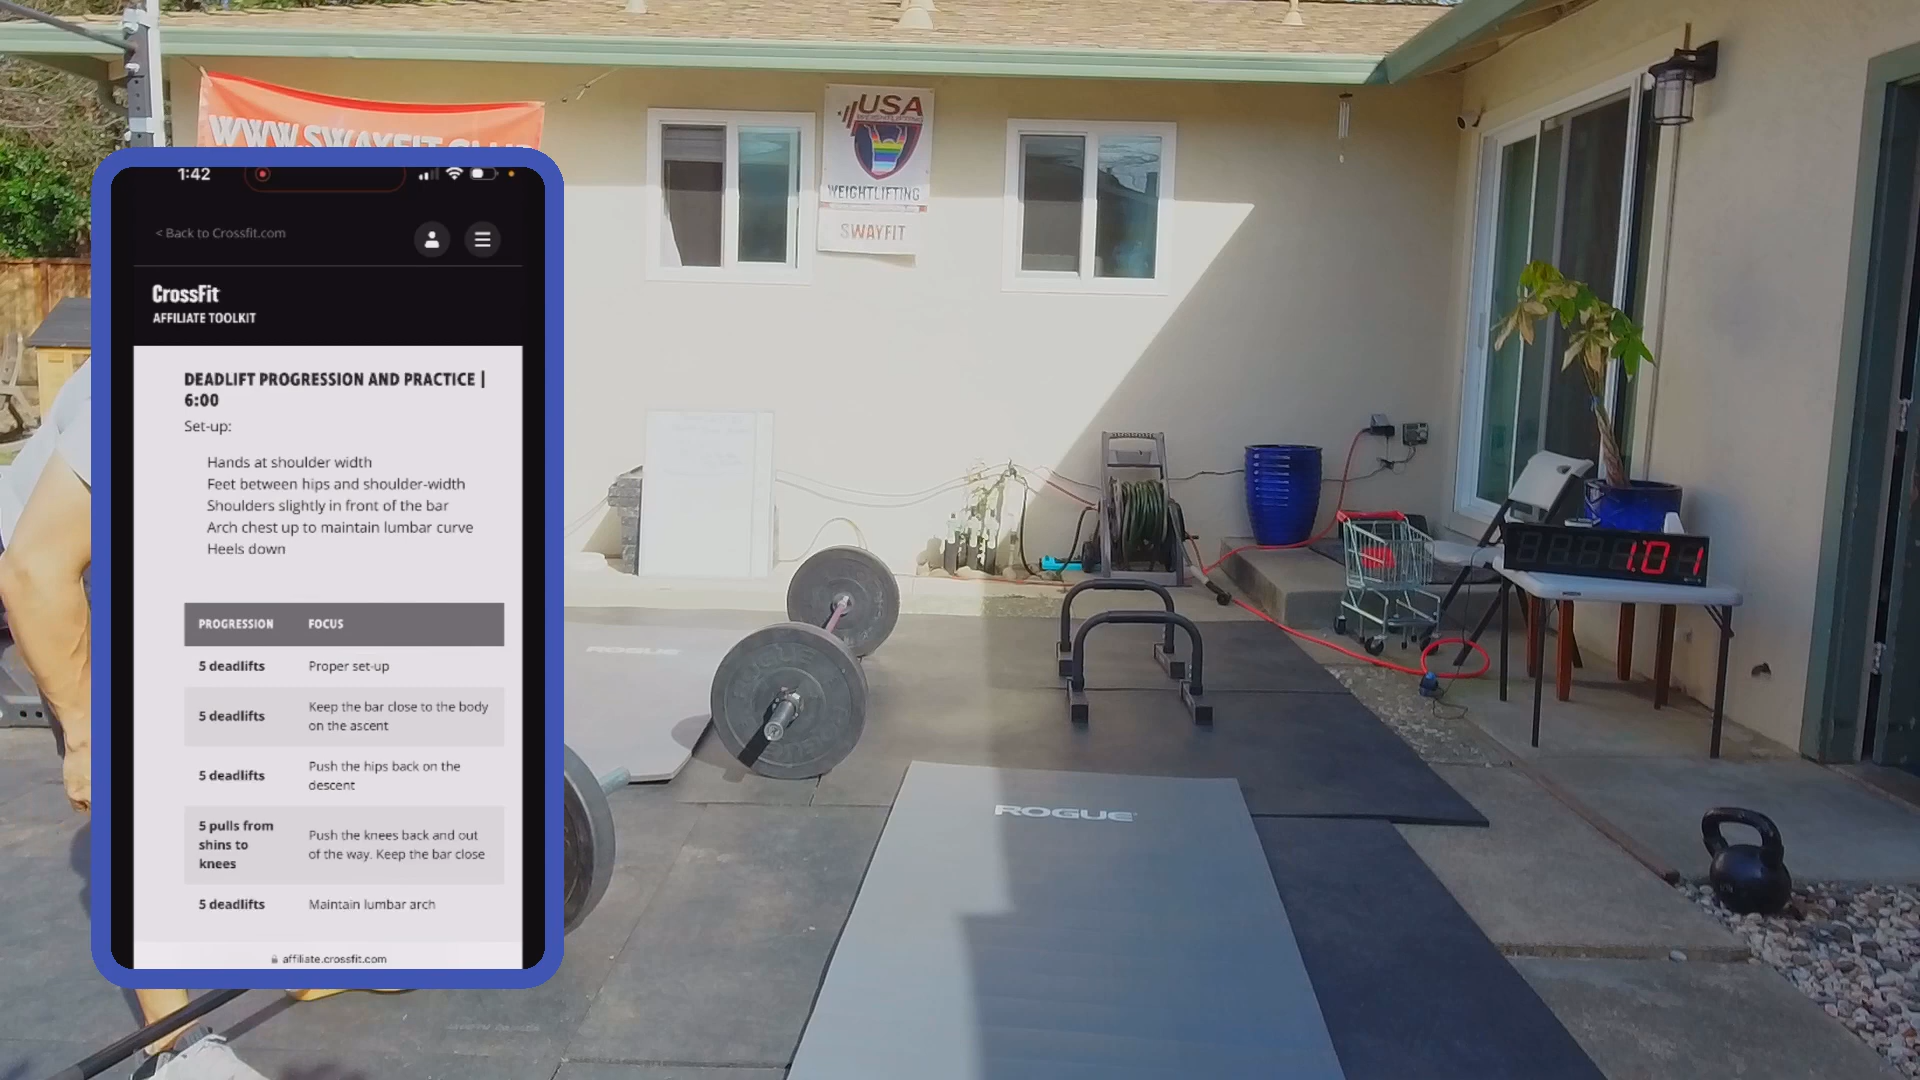 WWW.SWAYFIT.CLUB
USA
WEIGHTLIFTING
WEIGHTLIFTING
SWAYFIT
1:42
< Back to Crossfit.com
CrossFit
AFFILIATE TOOLKIT
DEADLIFT PROGRESSION AND PRACTICE |
6:00
Set-up:
Hands at shoulder width
Feet between hips and shoulder-width
Shoulders slightly in front of the bar
Arch chest up to maintain lumbar curve
Heels down
PROGRESSION FOCUS
5 deadlifts Proper set-up
5 deadlifts Keep the bar close to the body
on the ascent
5 deadlifts Push the hips back on the
descent
5 pulls from
shins to
knees
Push the knees back and out
of the way. Keep the bar close
5 deadlifts Maintain lumbar arch
affiliate.crossfit.com
ROGUE
ROGUE
ROGUE
1:01